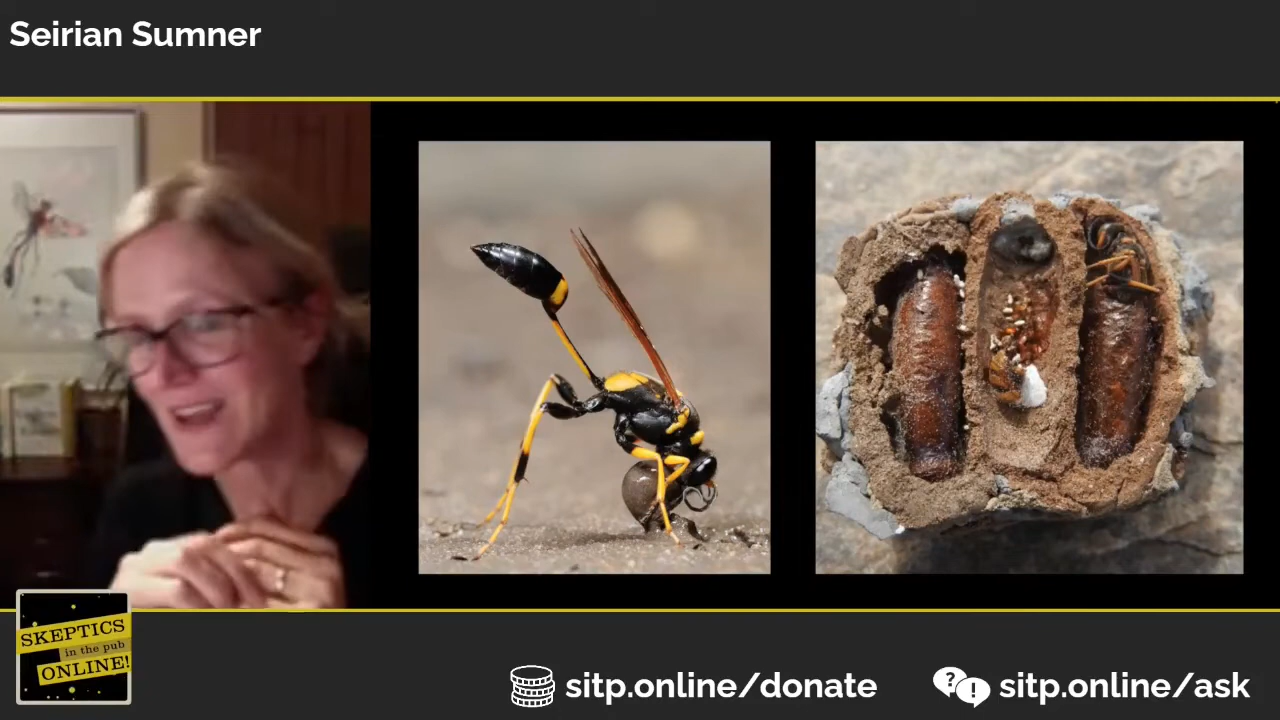 Seirian Sumner
SKEPTICS
in the pub
ONLINE!
sitp.online/donate
? !
sitp.online/ask